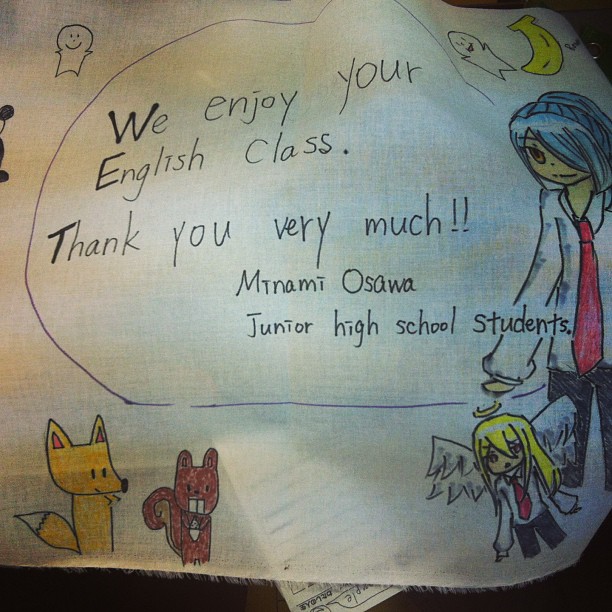 We enjoy your
English Class.
Thank you very much!!
Minami Osawa
Junior high school students.